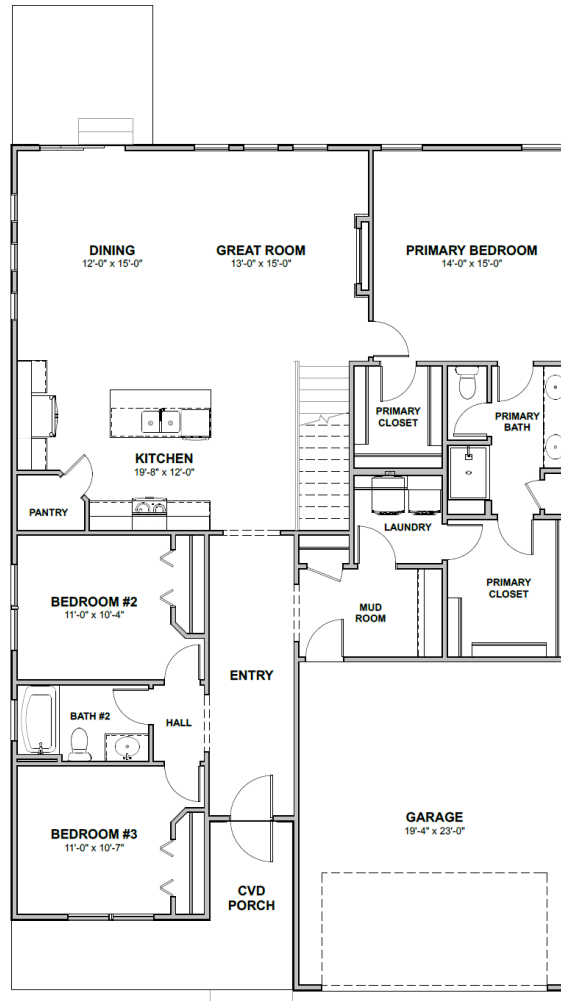 DINING
12'-0" x 15'-0"
GREAT ROOM
13'-0" x 15'-0"
PRIMARY BEDROOM
14'-0" x 15'-0"
PRIMARY
CLOSET
PRIMARY
BATH
KITCHEN
19'-8" x 12'-0"
PANTRY
LAUNDRY
BEDROOM #2
11'-0" x 10'-4"
MUD
ROOM
PRIMARY
CLOSET
ENTRY
BATH #2
HALL
BEDROOM #3
11'-0" x 10'-7"
GARAGE
19'-4" x 23'-0"
CVD
PORCH